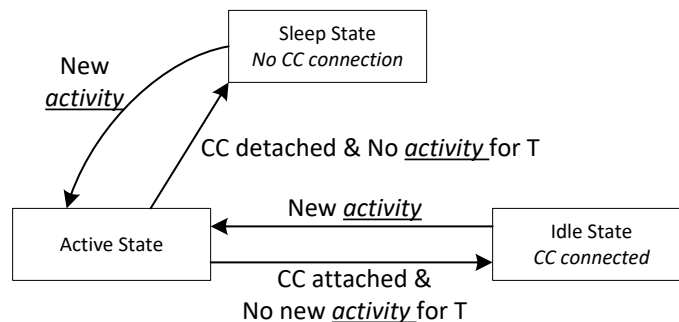 Sleep State
No CC connection
New
activity
CC detached & No activity for T
New activity
Active State
Idle State
CC connected
CC attached &
No new activity for T